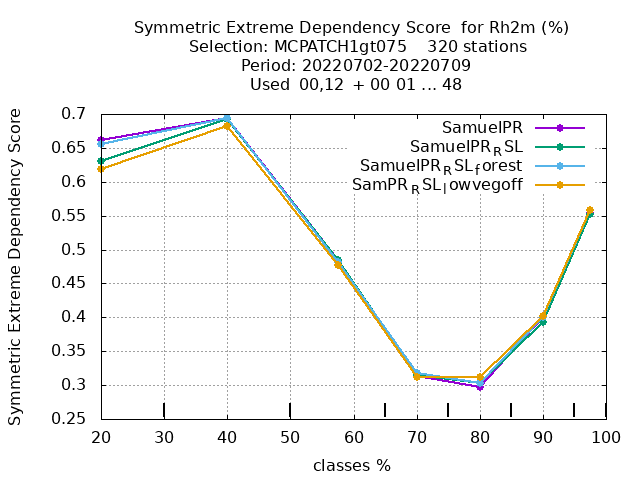 Symmetric Extreme Dependency Score for Rh2m (%)
Selection: MCPATCH1gt075 320 stations
Period: 20220702-20220709
Used 00,12 + 00 01 ... 48
Symmetric Extreme Dependency Score
0.7
0.65
0.6
0.55
0.5
0.45
0.4
0.35
0.3
0.25
SamuelPR
SamuelPR_RSL
SamuelPR_RSL_forest
SamPR_RSL_lowvegoff
20 30 40 50 60 70 80 90 100
classes %